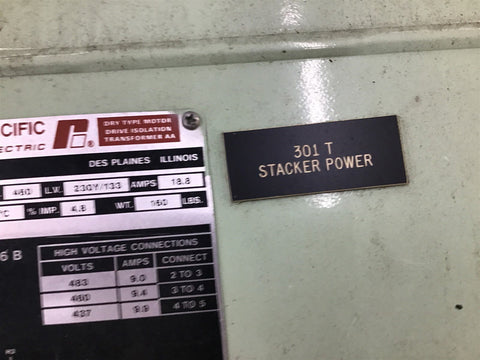 CIFIC
ECTRIC
DRY TYPE MOTOR
DRIVE ISOLATION
TRANSFORMER AA
DES PLAINES ILLINOIS
460 L.V. 230Y/133 AMPS 18.8
°C % IMP. 4.8 WT. 160 LBS.
6 B
HIGH VOLTAGE CONNECTIONS
VOLTS AMPS CONNECT
483 9.0 2 TO 3
460 9.4 3 TO 4
437 9.9 4 TO 5
301 T
STACKER POWER